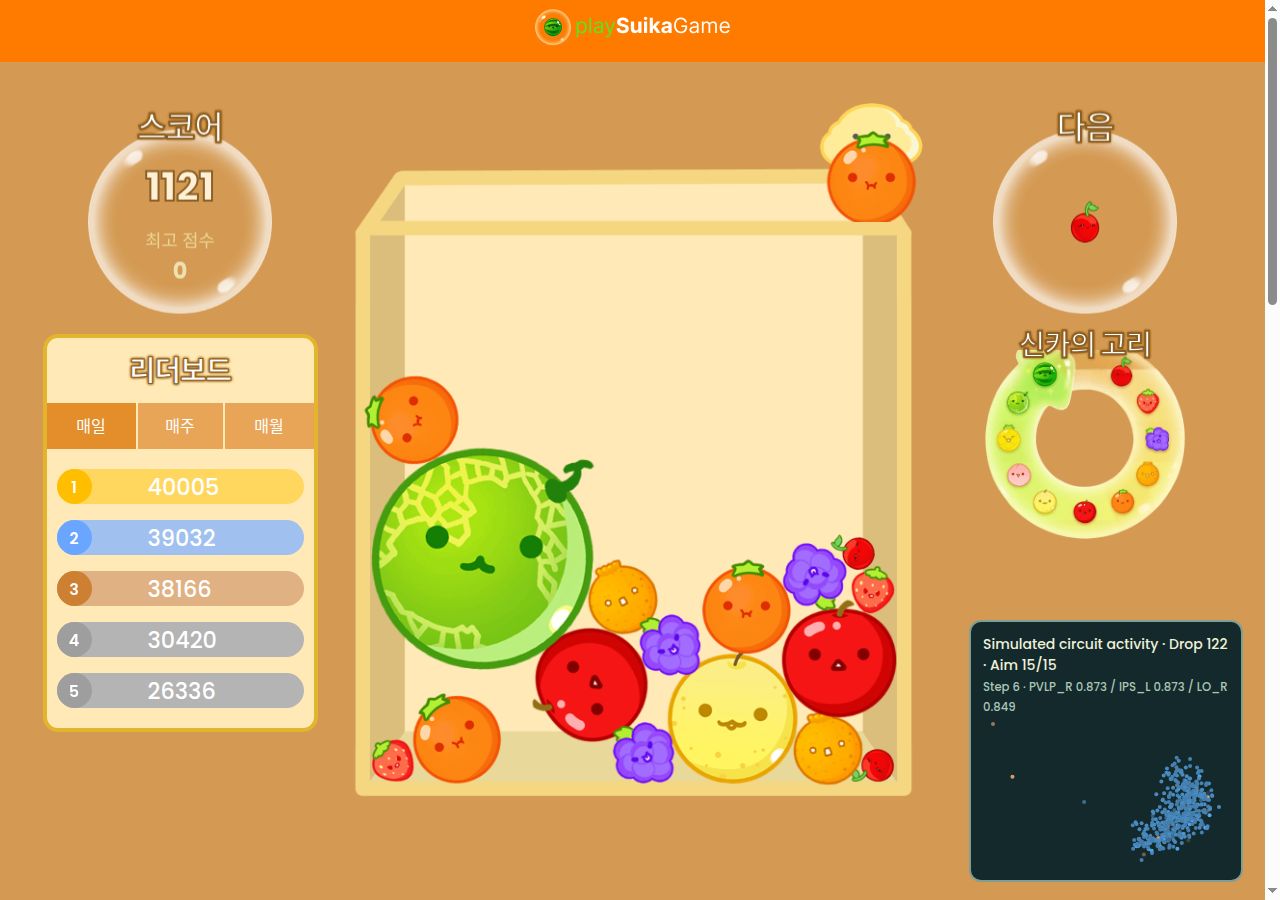 playSuikaGame
스코어
1121
최고 점수
0
리더보드
매일 매주 매월
1 40005
2 39032
3 38166
4 30420
5 26336
다음
신카의 고리
Simulated circuit activity · Drop 122
· Aim 15/15
Step 6 · PVLP_R 0.873 / IPS_L 0.873 / LO_R
0.849